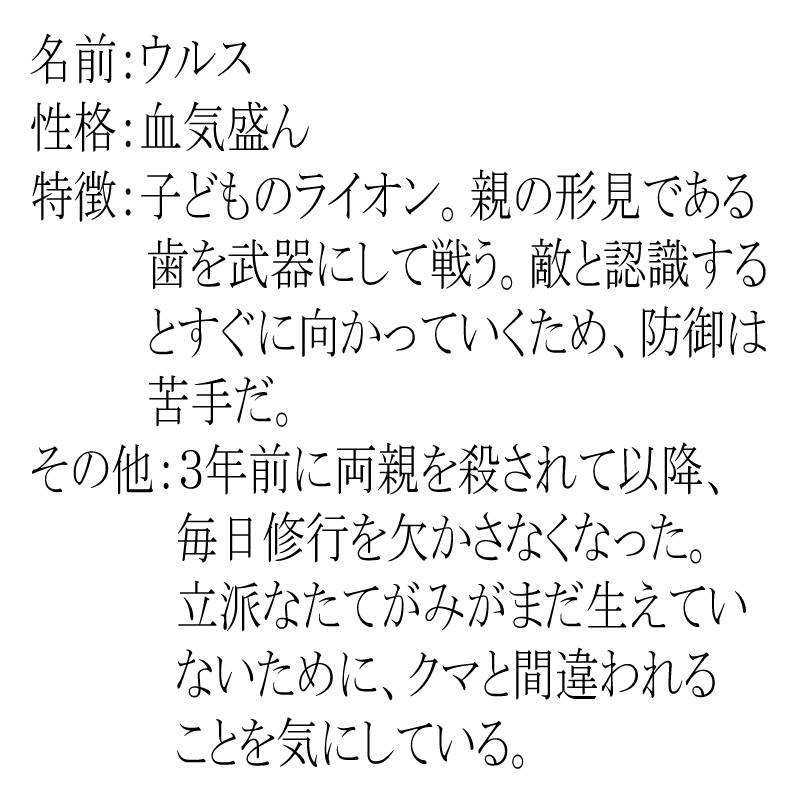 名前:ウルス
性格:血気盛ん
特徴:子どものライオン。親の形見である
歯を武器にして戦う。敵と認識する
とすぐに向かっていくため、防御は
苦手だ。
その他:3年前に両親を殺されて以降、
毎日修行を欠かさなくなった。
立派なたてがみがまだ生えてい
ないために、クマと間違われる
ことを気にしている。